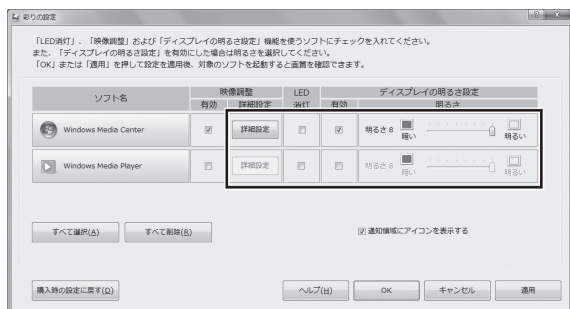 彩りの設定
「LED消灯」、「映像調整」および「ディスプレイの明るさ設定」機能を使うソフトにチェックを入れてください。
また、「ディスプレイの明るさ設定」を有効にした場合は明るさを選択してください。
「OK」または「適用」を押して設定を適用後、対象のソフトを起動すると画質を確認できます。
ソフト名 映像調整 LED ディスプレイの明るさ設定
有効 詳細設定 消灯 有効 明るさ
Windows Media Center 詳細設定 明るさ 8 暗い 明るい
Windows Media Player 詳細設定 明るさ 8 暗い 明るい
すべて選択(A) すべて削除(R) 通知領域にアイコンを表示する
購入時の設定に戻す(D) ヘルプ(H) OK キャンセル 適用